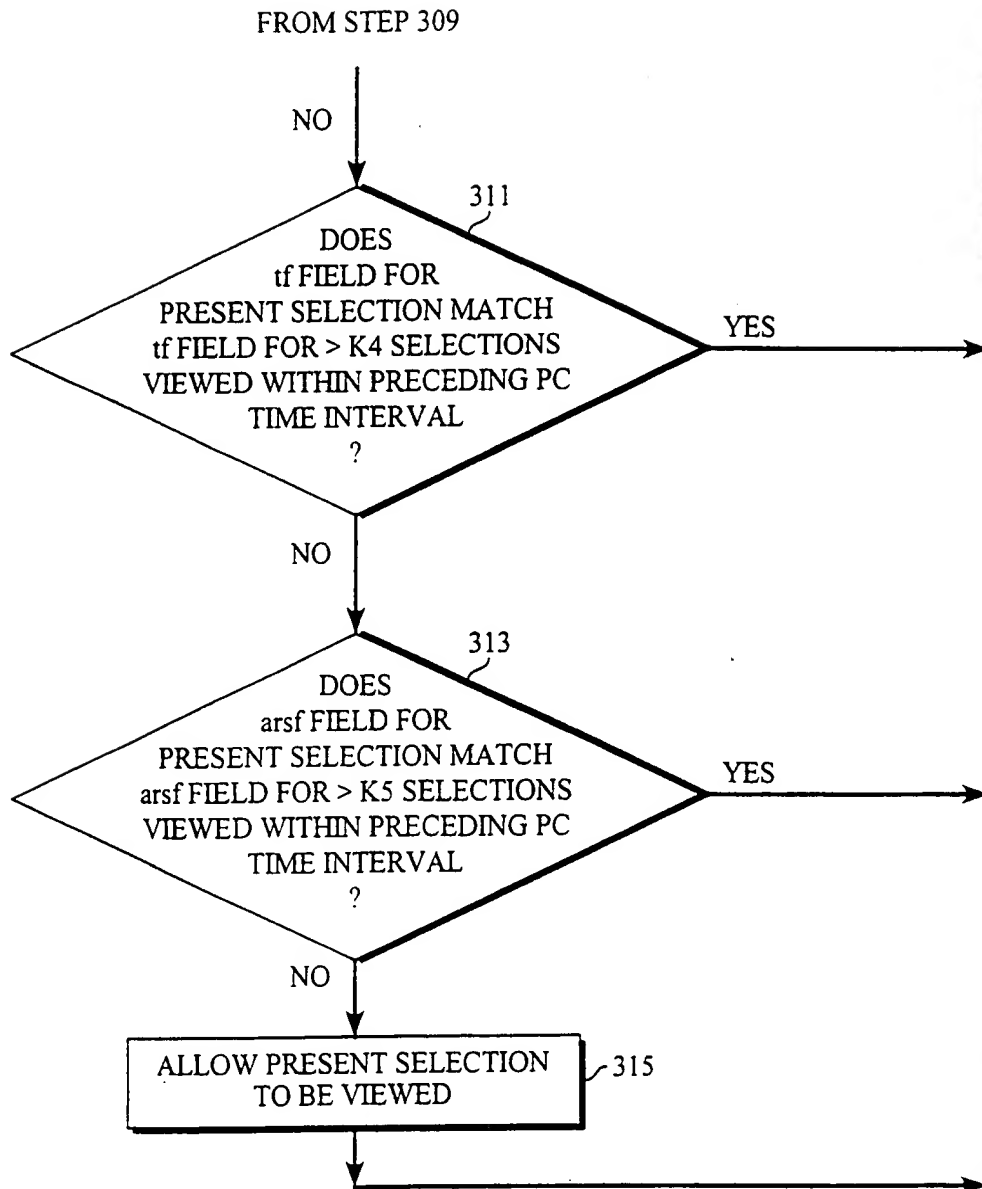 FROM STEP 309
NO
311
DOES
tf FIELD FOR
PRESENT SELECTION MATCH
tf FIELD FOR > K4 SELECTIONS
VIEWED WITHIN PRECEDING PC
TIME INTERVAL
?
YES
NO
313
DOES
arsf FIELD FOR
PRESENT SELECTION MATCH
arsf FIELD FOR > K5 SELECTIONS
VIEWED WITHIN PRECEDING PC
TIME INTERVAL
?
YES
NO
ALLOW PRESENT SELECTION
TO BE VIEWED
315